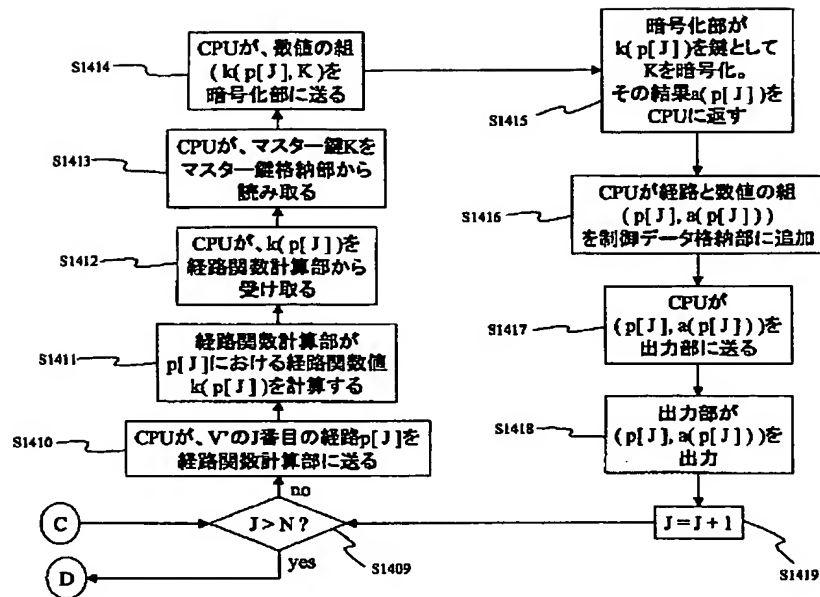 S1414
CPUが、数値の組
( k( p[ J ] , K )を
暗号化部に送る
暗号化部が
k( p[ J ] )を鍵として
Kを暗号化。
その結果a( p[ J ] )を
CPUに返す
S1415
S1413
CPUが、マスター鍵Kを
マスター鍵格納部から
読み取る
S1416
CPUが経路と数値の組
( p[ J ] , a( p[ J ] ) )
を制御データ格納部に追加
S1412
CPUが、k( p[ J ] )を
経路関数計算部から
受け取る
S1417
CPUが
( p[ J ] , a( p[ J ] ) )を
出力部に送る
S1411
経路関数計算部が
p[ J ]における経路関数値
k( p[ J ] )を計算する
S1418
出力部が
( p[ J ] , a( p[ J ] ) )を
出力
S1410
CPUが、V'のJ番目の経路p[ J ]を
経路関数計算部に送る
no
C
J > N ?
J = J + 1
yes
S1409
S1419
D